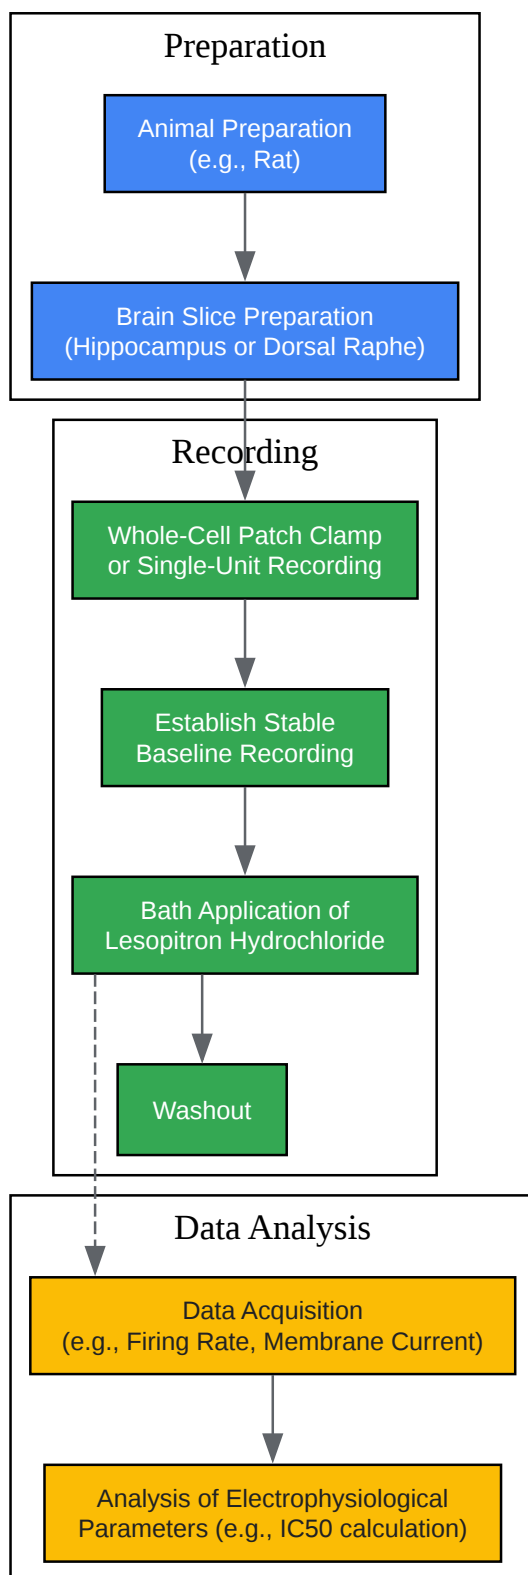 Preparation
Animal Preparation
(e.g., Rat)
Brain Slice Preparation
(Hippocampus or Dorsal Raphe)
Recording
Whole-Cell Patch Clamp
or Single-Unit Recording
Establish Stable
Baseline Recording
Bath Application of
Lesopitron Hydrochloride
Washout
Data Analysis
Data Acquisition
(e.g., Firing Rate, Membrane Current)
Analysis of Electrophysiological
Parameters (e.g., IC50 calculation)